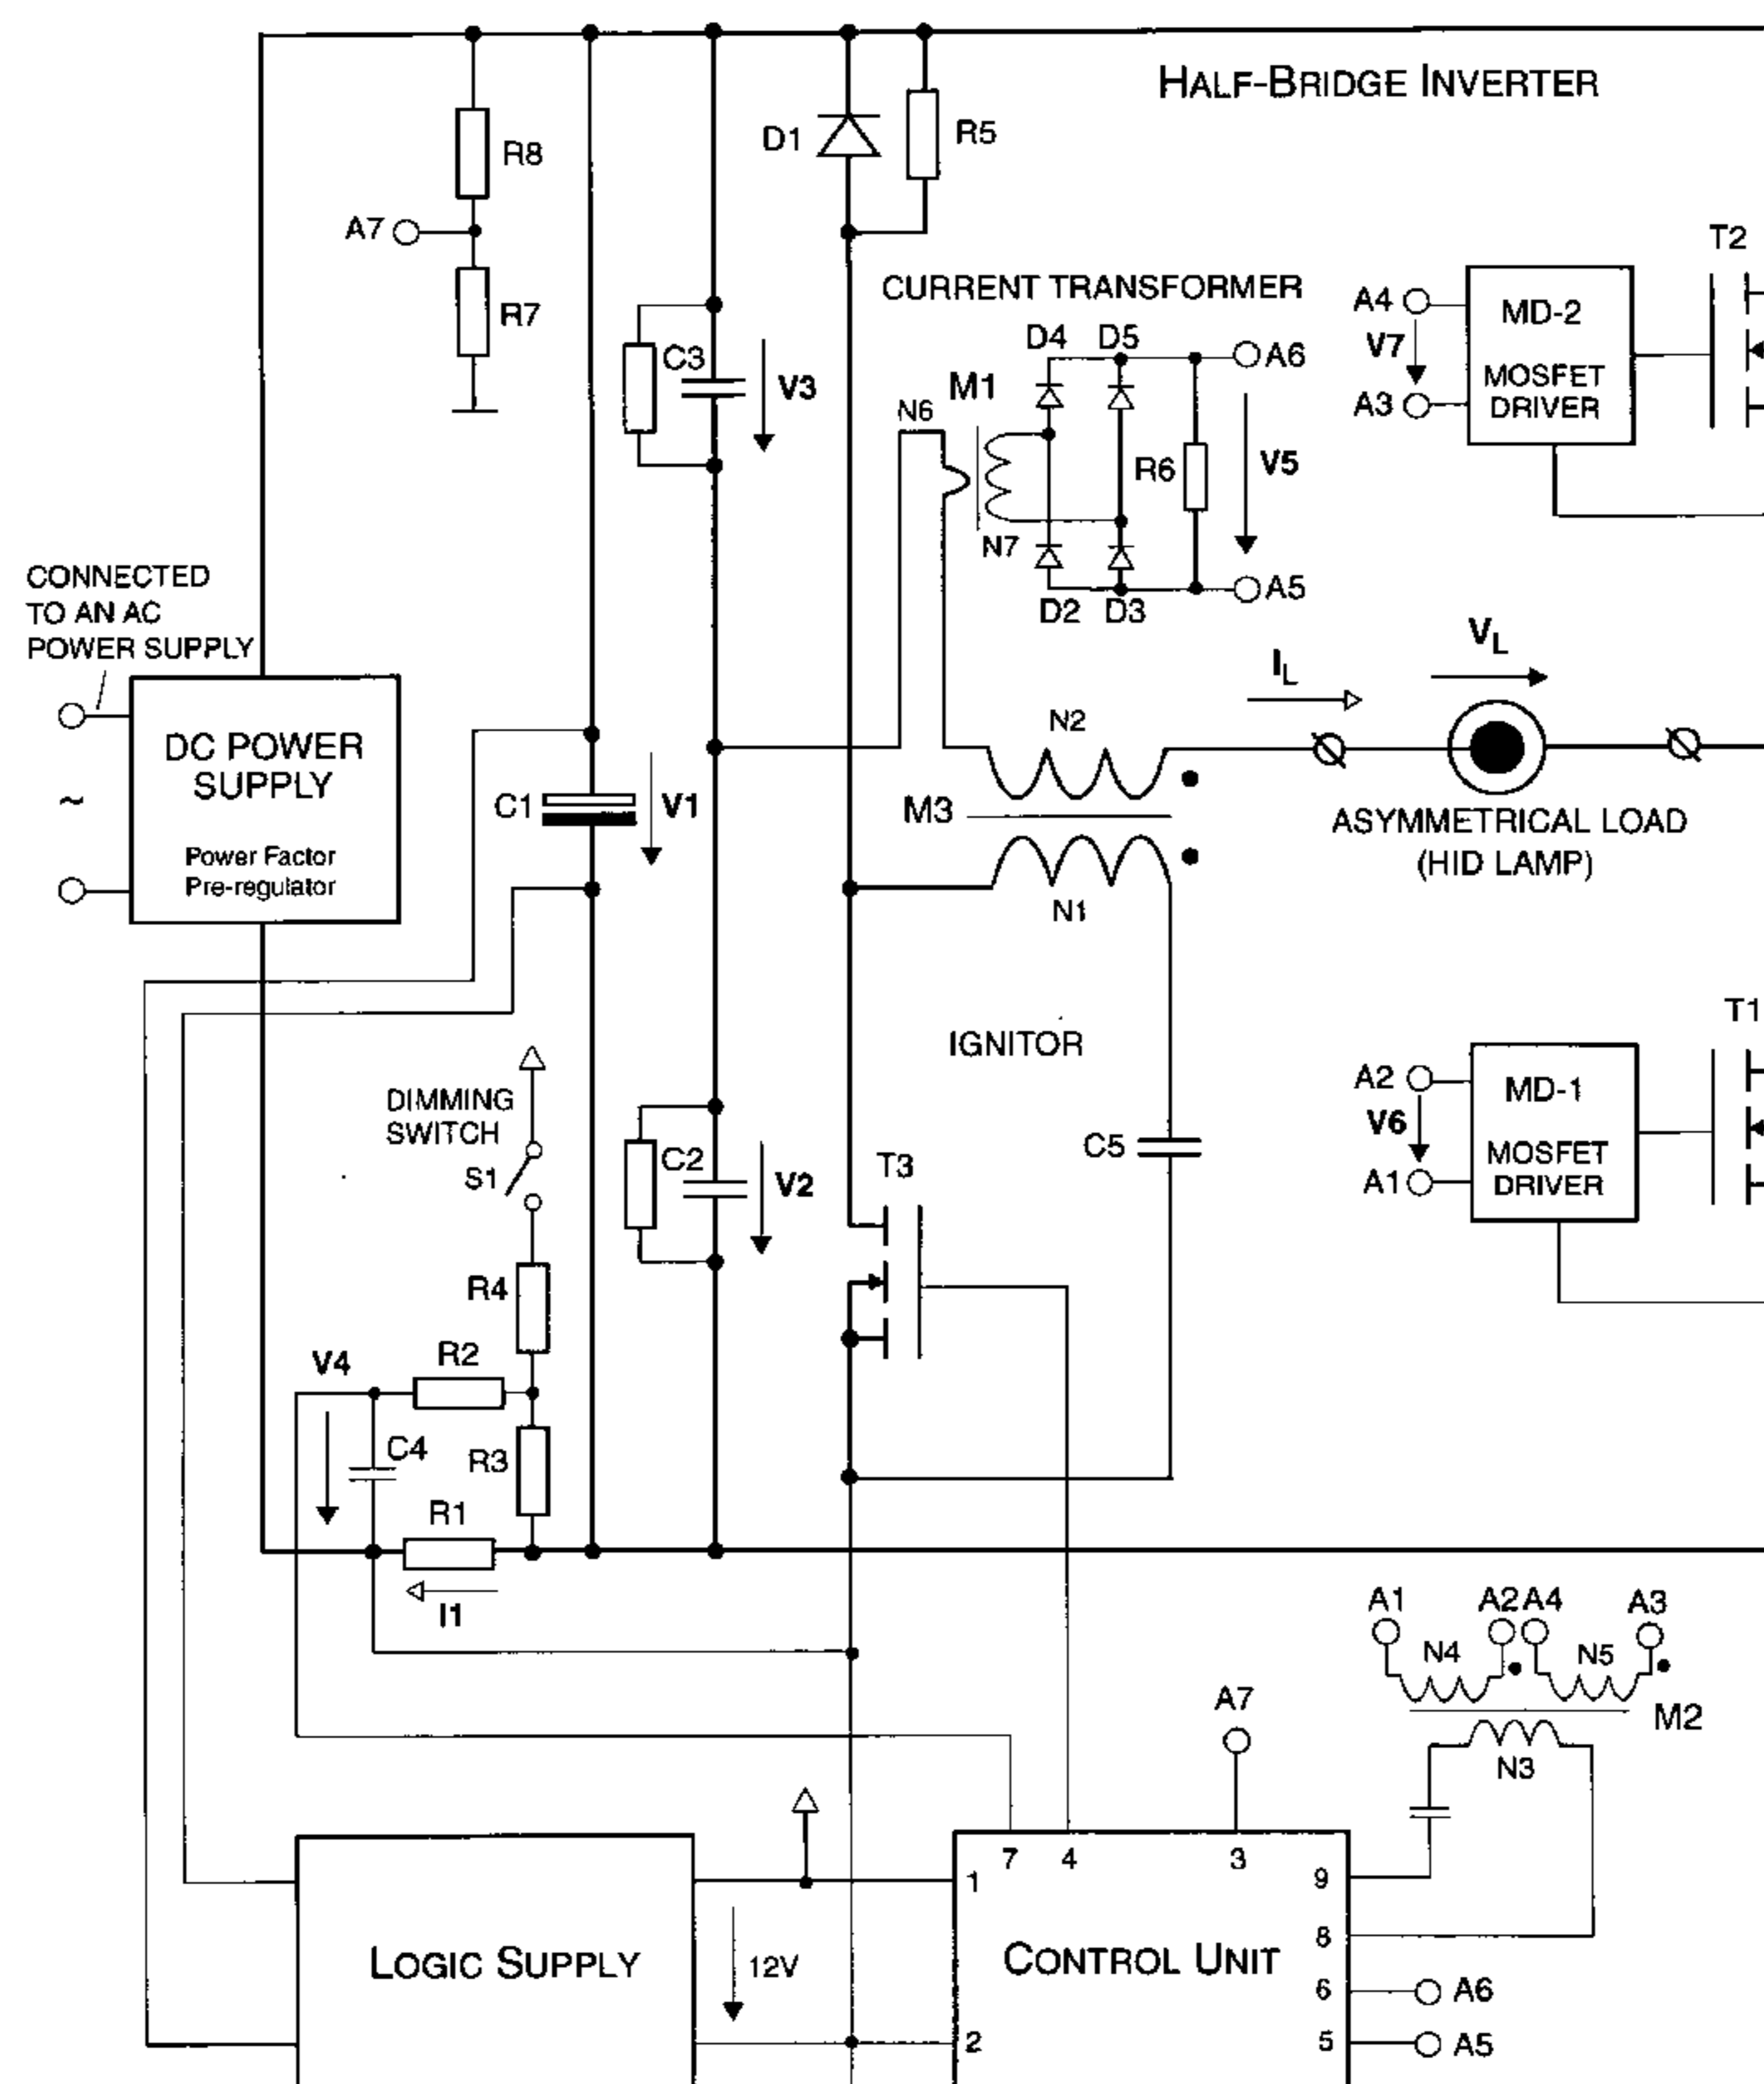 HALF-BRIDGE INVERTER
D1
R5
R8
A7
R7
T2
CURRENT TRANSFORMER
A4
MD-2
V7
MOSFET
DRIVER
A3
D4
D5
A6
C3
V3
M1
N6
R6
V5
N7
D2
D3
A5
CONNECTED
TO AN AC
POWER SUPPLY
DC POWER
SUPPLY
~
Power Factor
Pre-regulator
C1
V1
IL
VL
N2
M3
N1
ASYMMETRICAL LOAD
(HID LAMP)
IGNITOR
T1
DIMMING
SWITCH
S1
C2
V2
T3
C5
A2
MD-1
V6
MOSFET
DRIVER
A1
R4
V4
R2
C4
R3
R1
I1
A1
A2
A4
A3
N4
N5
M2
N3
A7
LOGIC SUPPLY
12V
CONTROL UNIT
7
4
3
1
9
8
6
A6
2
5
A5